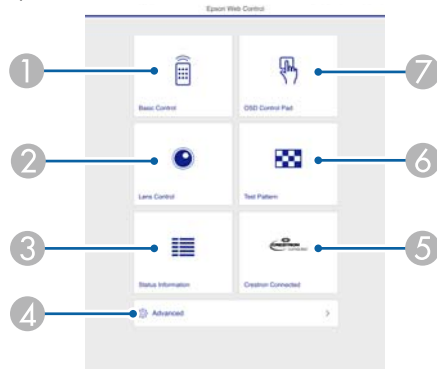 Epson Web Control
1
7
Basic Control
OSD Control Pad
2
6
Lens Control
Test Pattern
3
CRESTRON
5
Status Information
Crestron Connected
4
Advanced